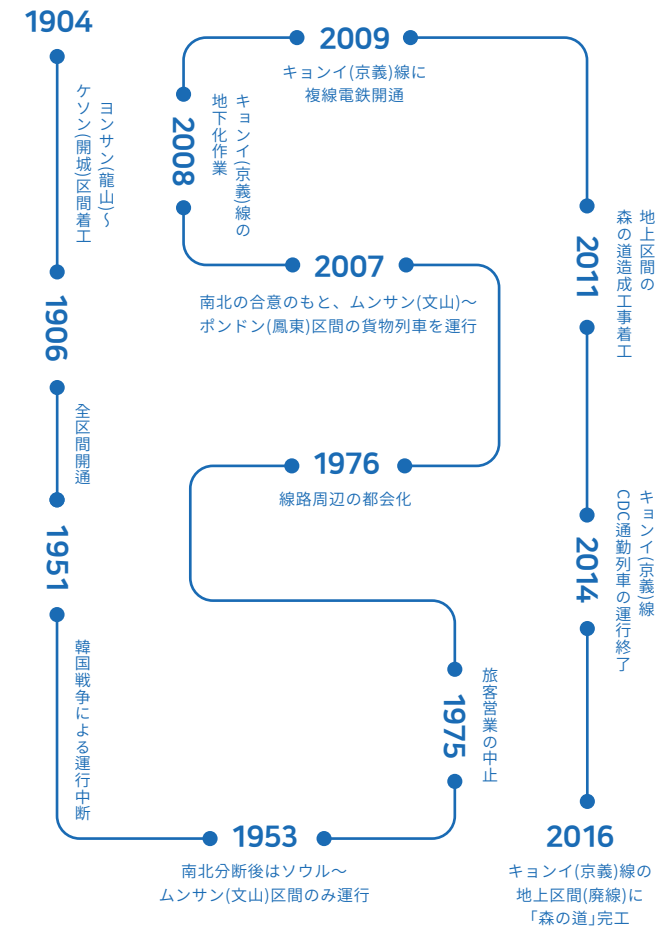 1904
ヨンサン(龍山)～
ケソン(開城)区間着工
1906
全区間開通
1951
韓国戦争による運行中断
1953
南北分断後はソウル～
ムンサン(文山)区間のみ運行
1975
旅客営業の中止
1976
線路周辺の都会化
2007
南北の合意のもと、ムンサン(文山)～
ポンドン(鳳東)区間の貨物列車を運行
2008
キョンイ(京義)線の
地下化作業
2009
キョンイ(京義)線に
複線電鉄開通
2011
地上区間の
森の道造成工事着工
2014
キョンイ(京義)線
CDC通勤列車の運行終了
2016
キョンイ(京義)線の
地上区間(廃線)に
「森の道」完工